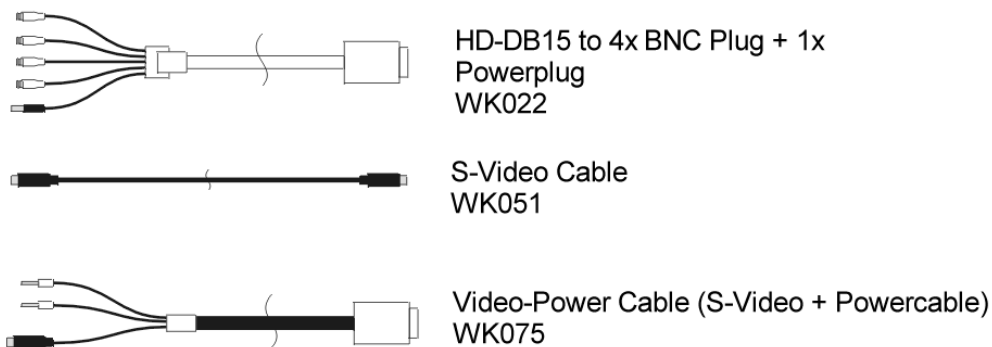 HD-DB15 to 4x BNC Plug + 1x
Powerplug
WK022
S-Video Cable
WK051
Video-Power Cable (S-Video + Powercable)
WK075